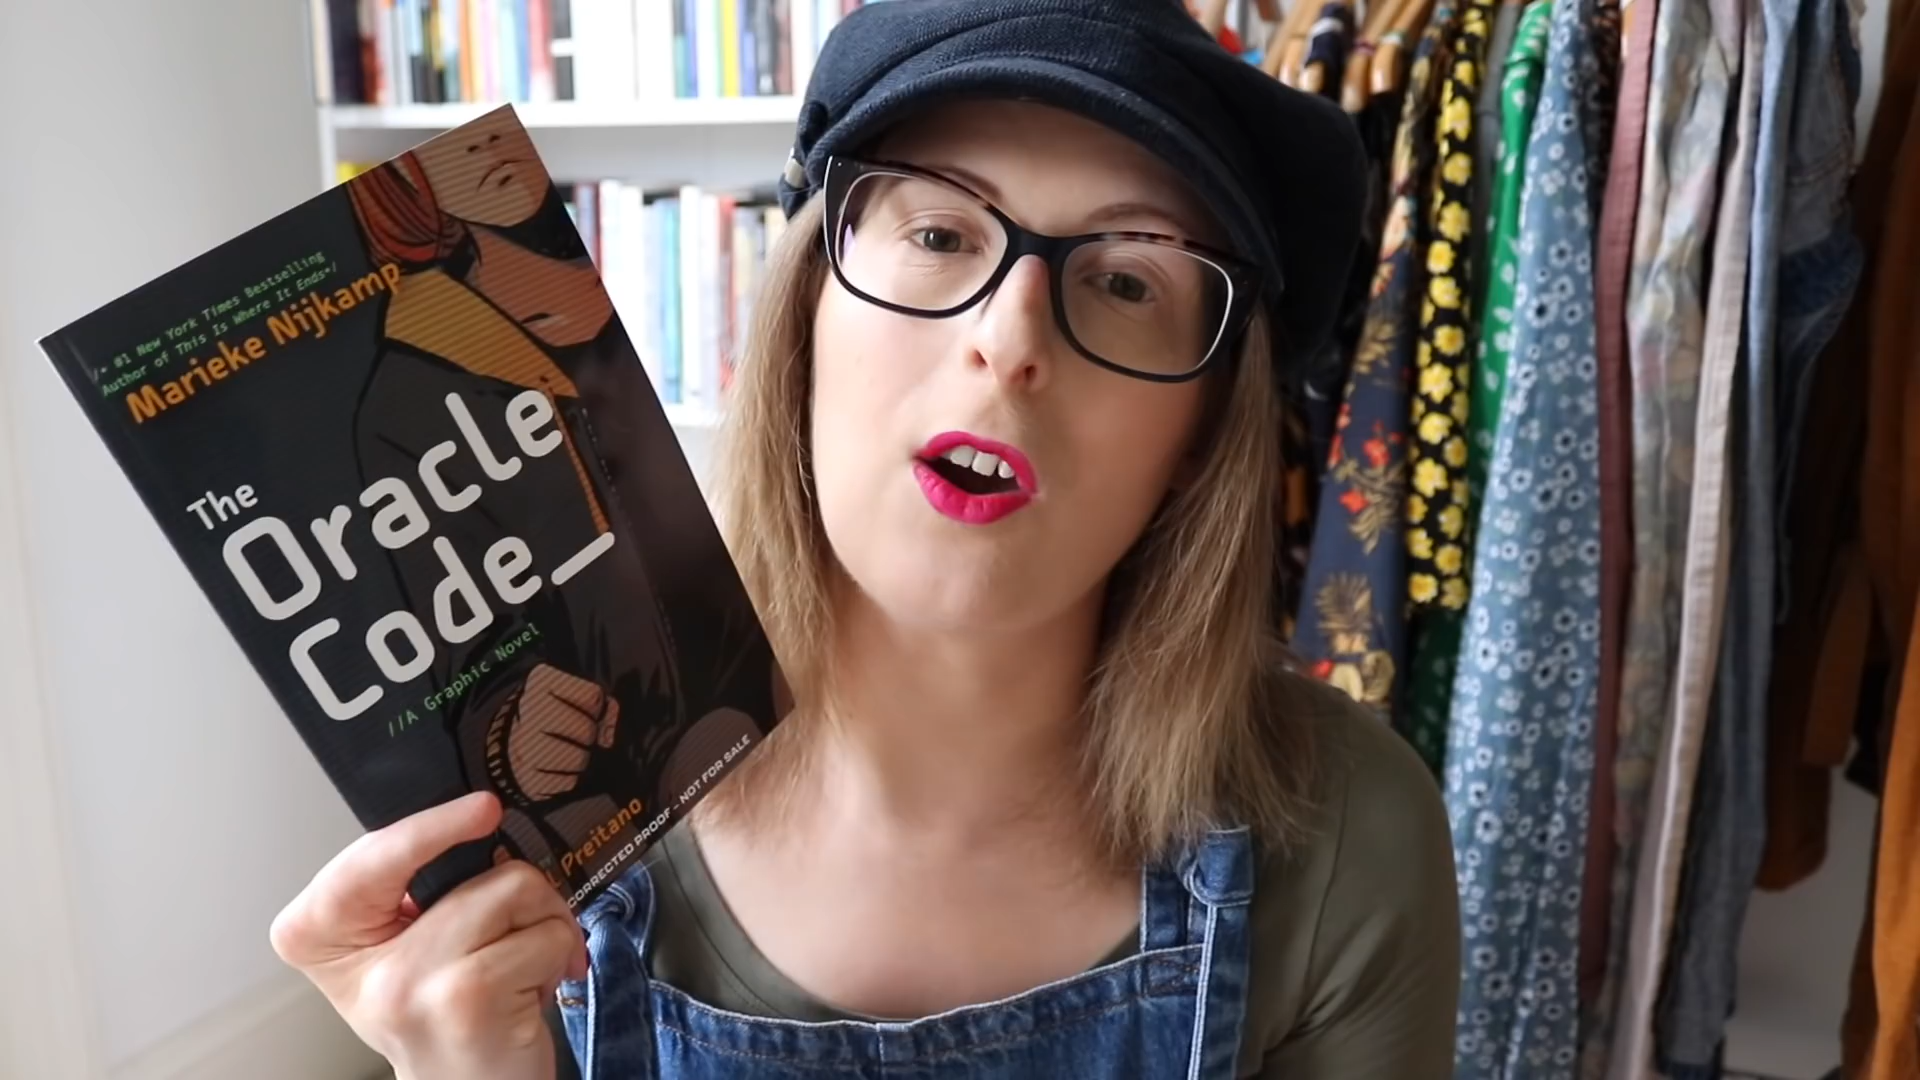 /* #1 New York Times Bestselling
Author of This Is Where It Ends*/
Marieke Nijkamp
The
Oracle
Code_
//A Graphic Novel
Preitano
CORRECTED PROOF - NOT FOR SALE